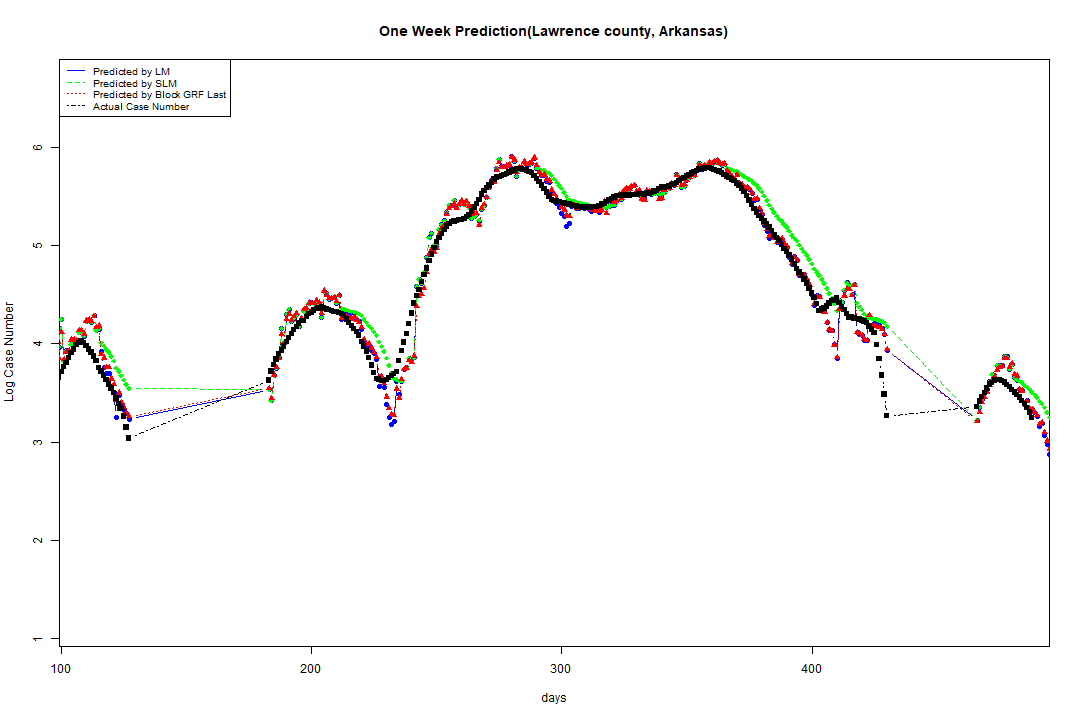 One Week Prediction(Lawrence county, Arkansas)
Predicted by LM
Predicted by SLM
Predicted by Block GRF Last
Actual Case Number
6
5
4
3
2
1
Log Case Number
100 200 300 400
days